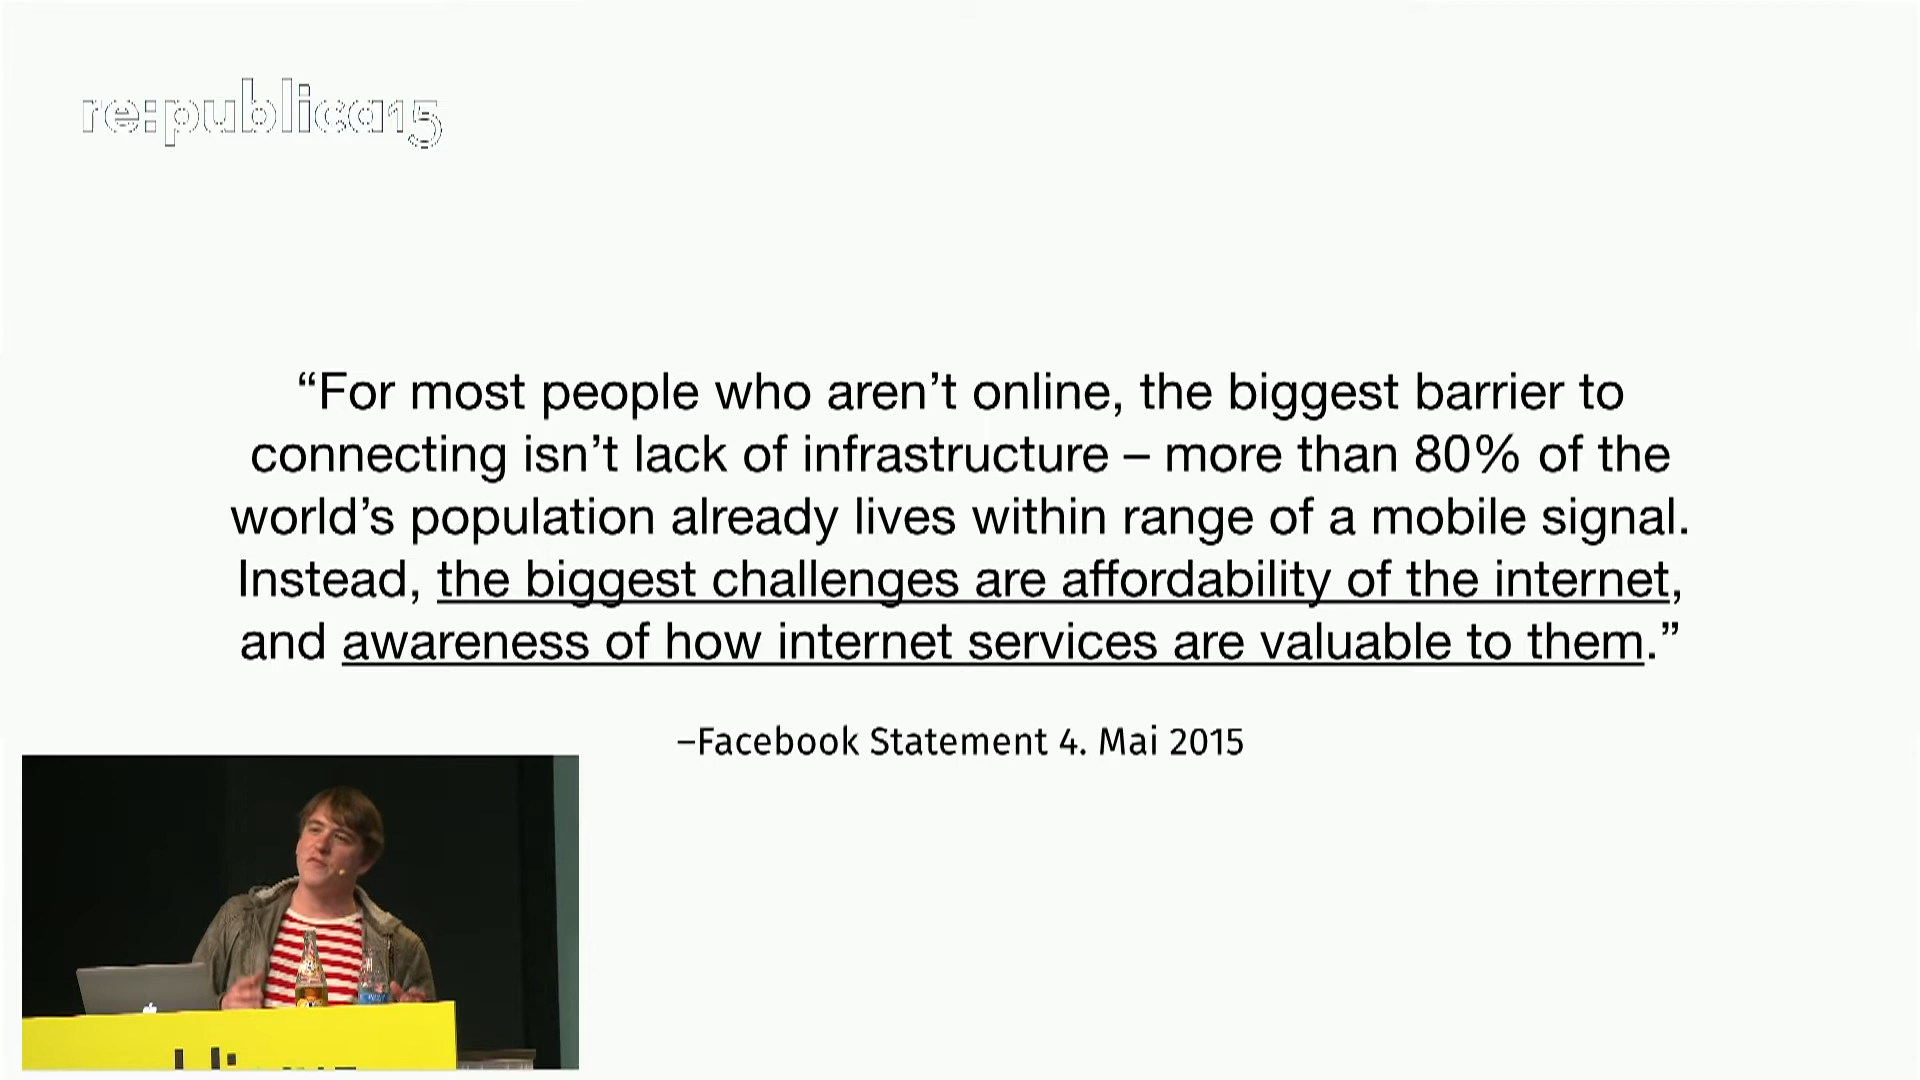 re:publica15
“For most people who aren’t online, the biggest barrier to
connecting isn’t lack of infrastructure – more than 80% of the
world’s population already lives within range of a mobile signal.
Instead, the biggest challenges are affordability of the internet,
and awareness of how internet services are valuable to them.”
–Facebook Statement 4. Mai 2015